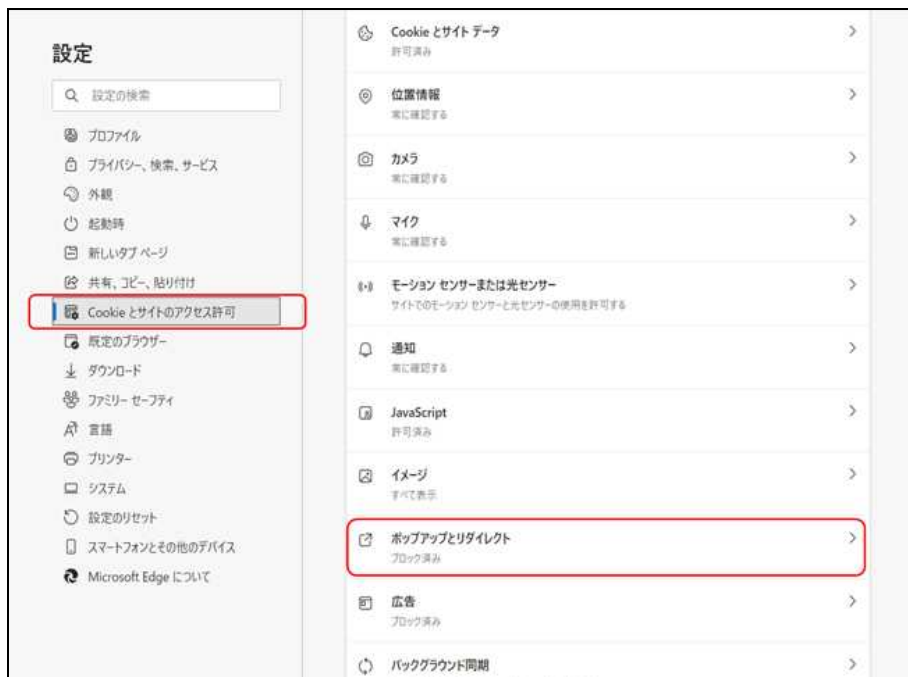 設定
設定の検索
プロファイル
プライバシー、検索、サービス
外観
起動時
新しいタブ ページ
共有、コピー、貼り付け
Cookie とサイトのアクセス許可
既定のブラウザー
ダウンロード
ファミリー セーフティ
言語
プリンター
システム
設定のリセット
スマートフォンとその他のデバイス
Microsoft Edge について
Cookie とサイト データ
許可済み
位置情報
常に確認する
カメラ
常に確認する
マイク
常に確認する
モーション センサーまたは光センサー
サイトでのモーション センサーと光センサーの使用を許可する
通知
常に確認する
JavaScript
許可済み
イメージ
すべて表示
ポップアップとリダイレクト
ブロック済み
広告
ブロック済み
バックグラウンド同期